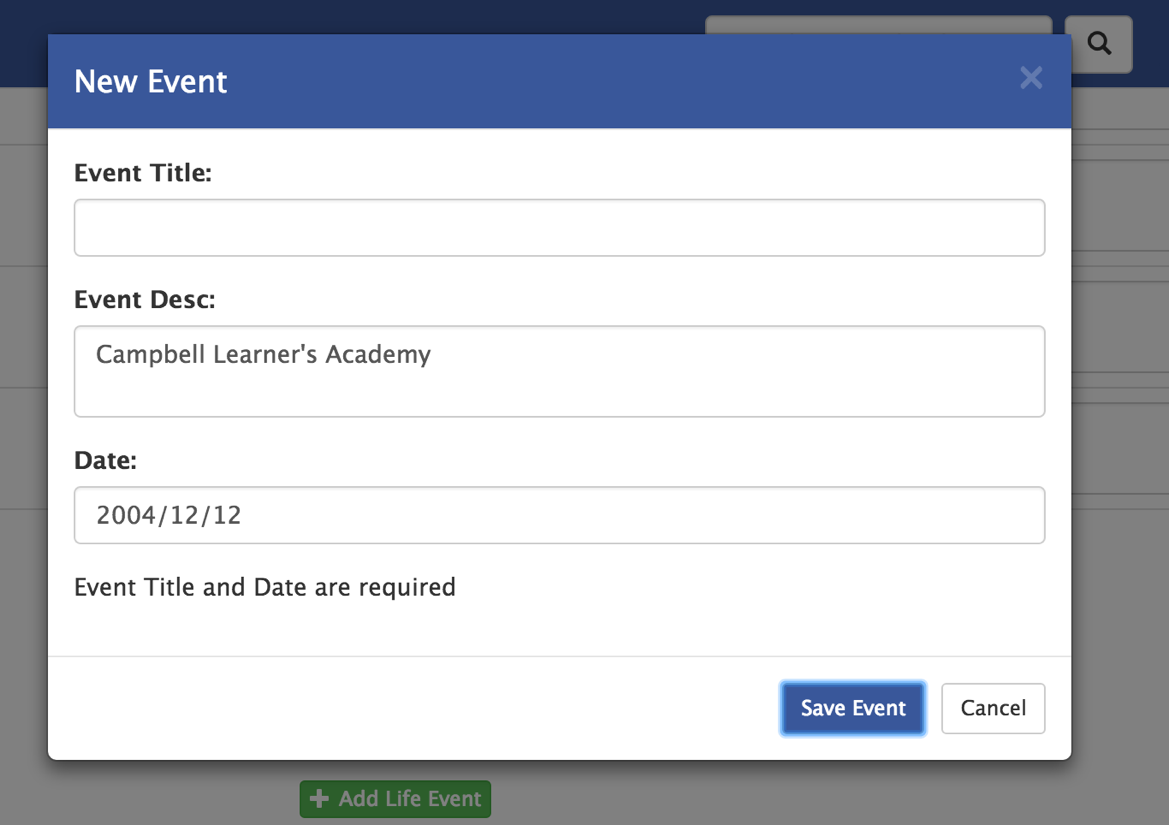 New Event
×
Event Title:
Event Desc:
Campbell Learner's Academy
Date:
2004/12/12
Event Title and Date are required
Save Event
Cancel
Add Life Event